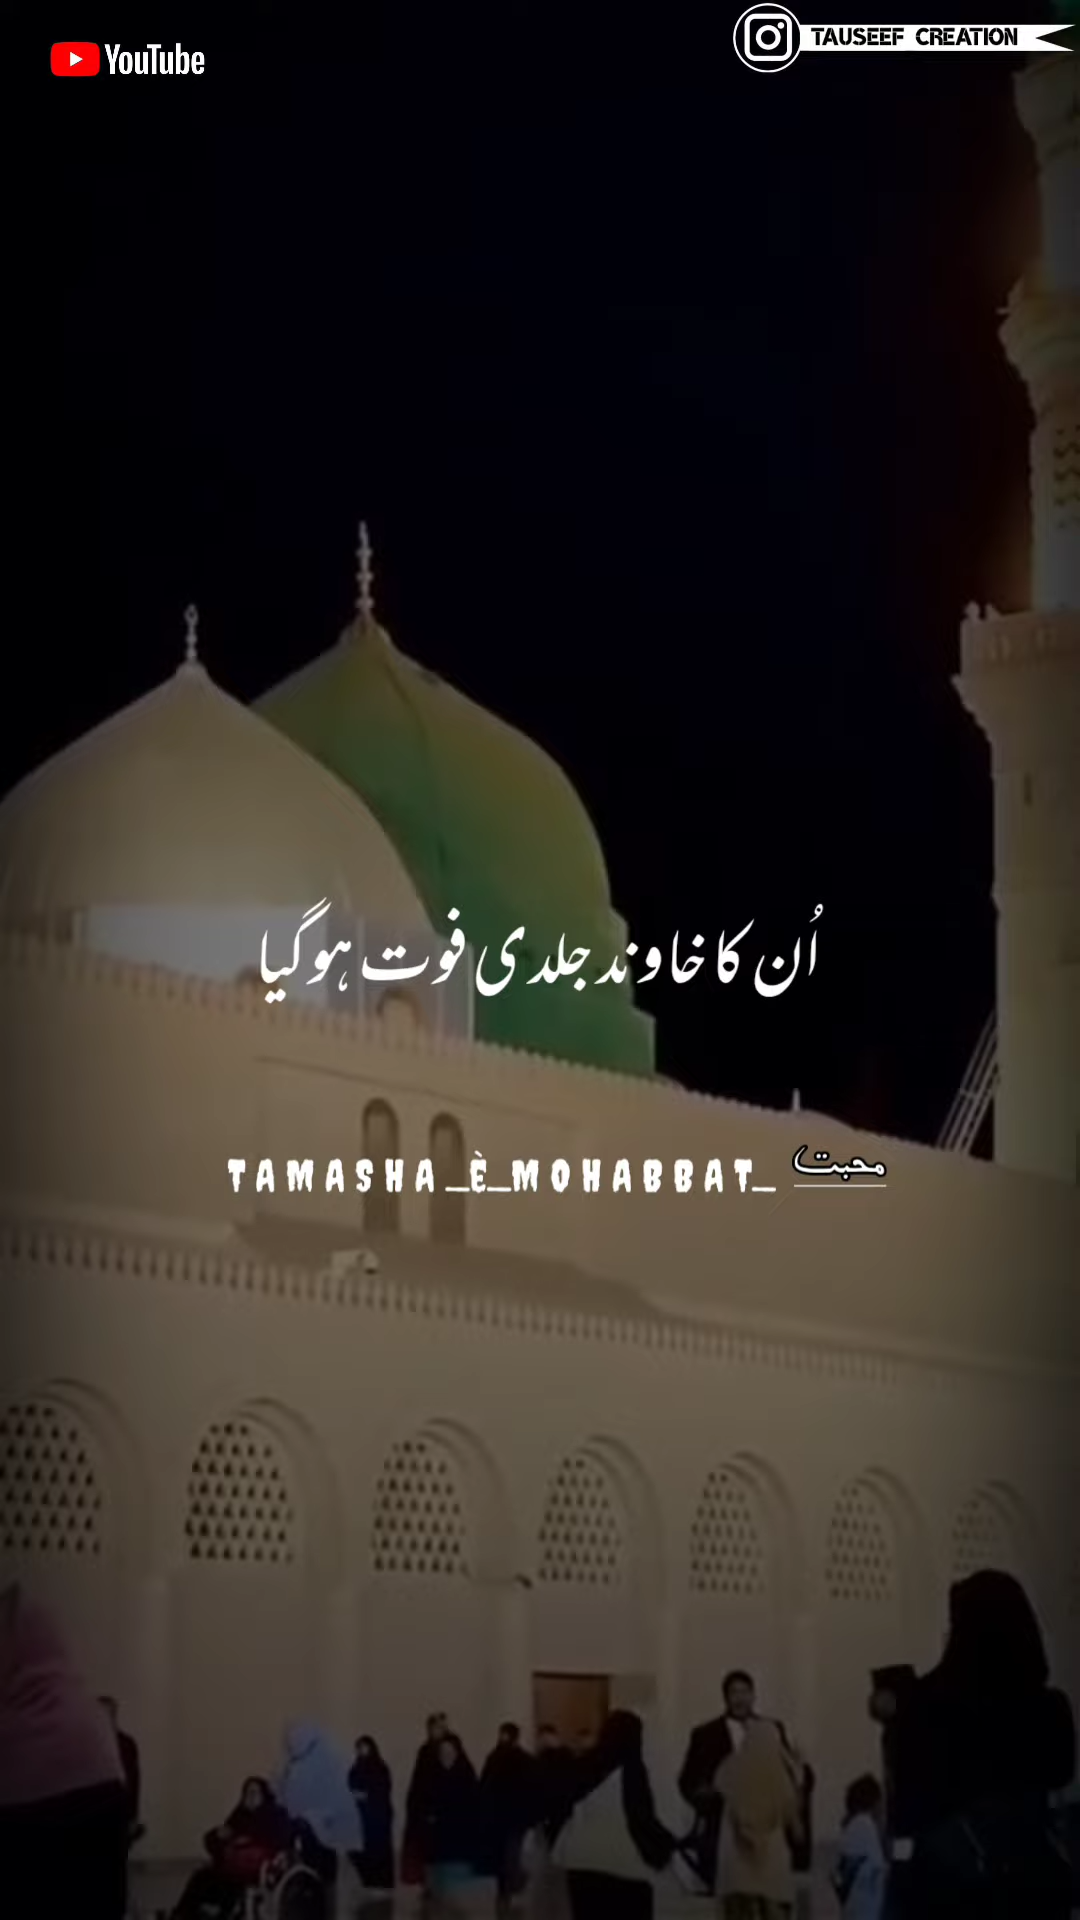 YouTube
TAUSEEF CREATION
اُن کا خاوند جلدی فوت ہوگیا
TAMASHA_È_MOHABBAT_ محبت